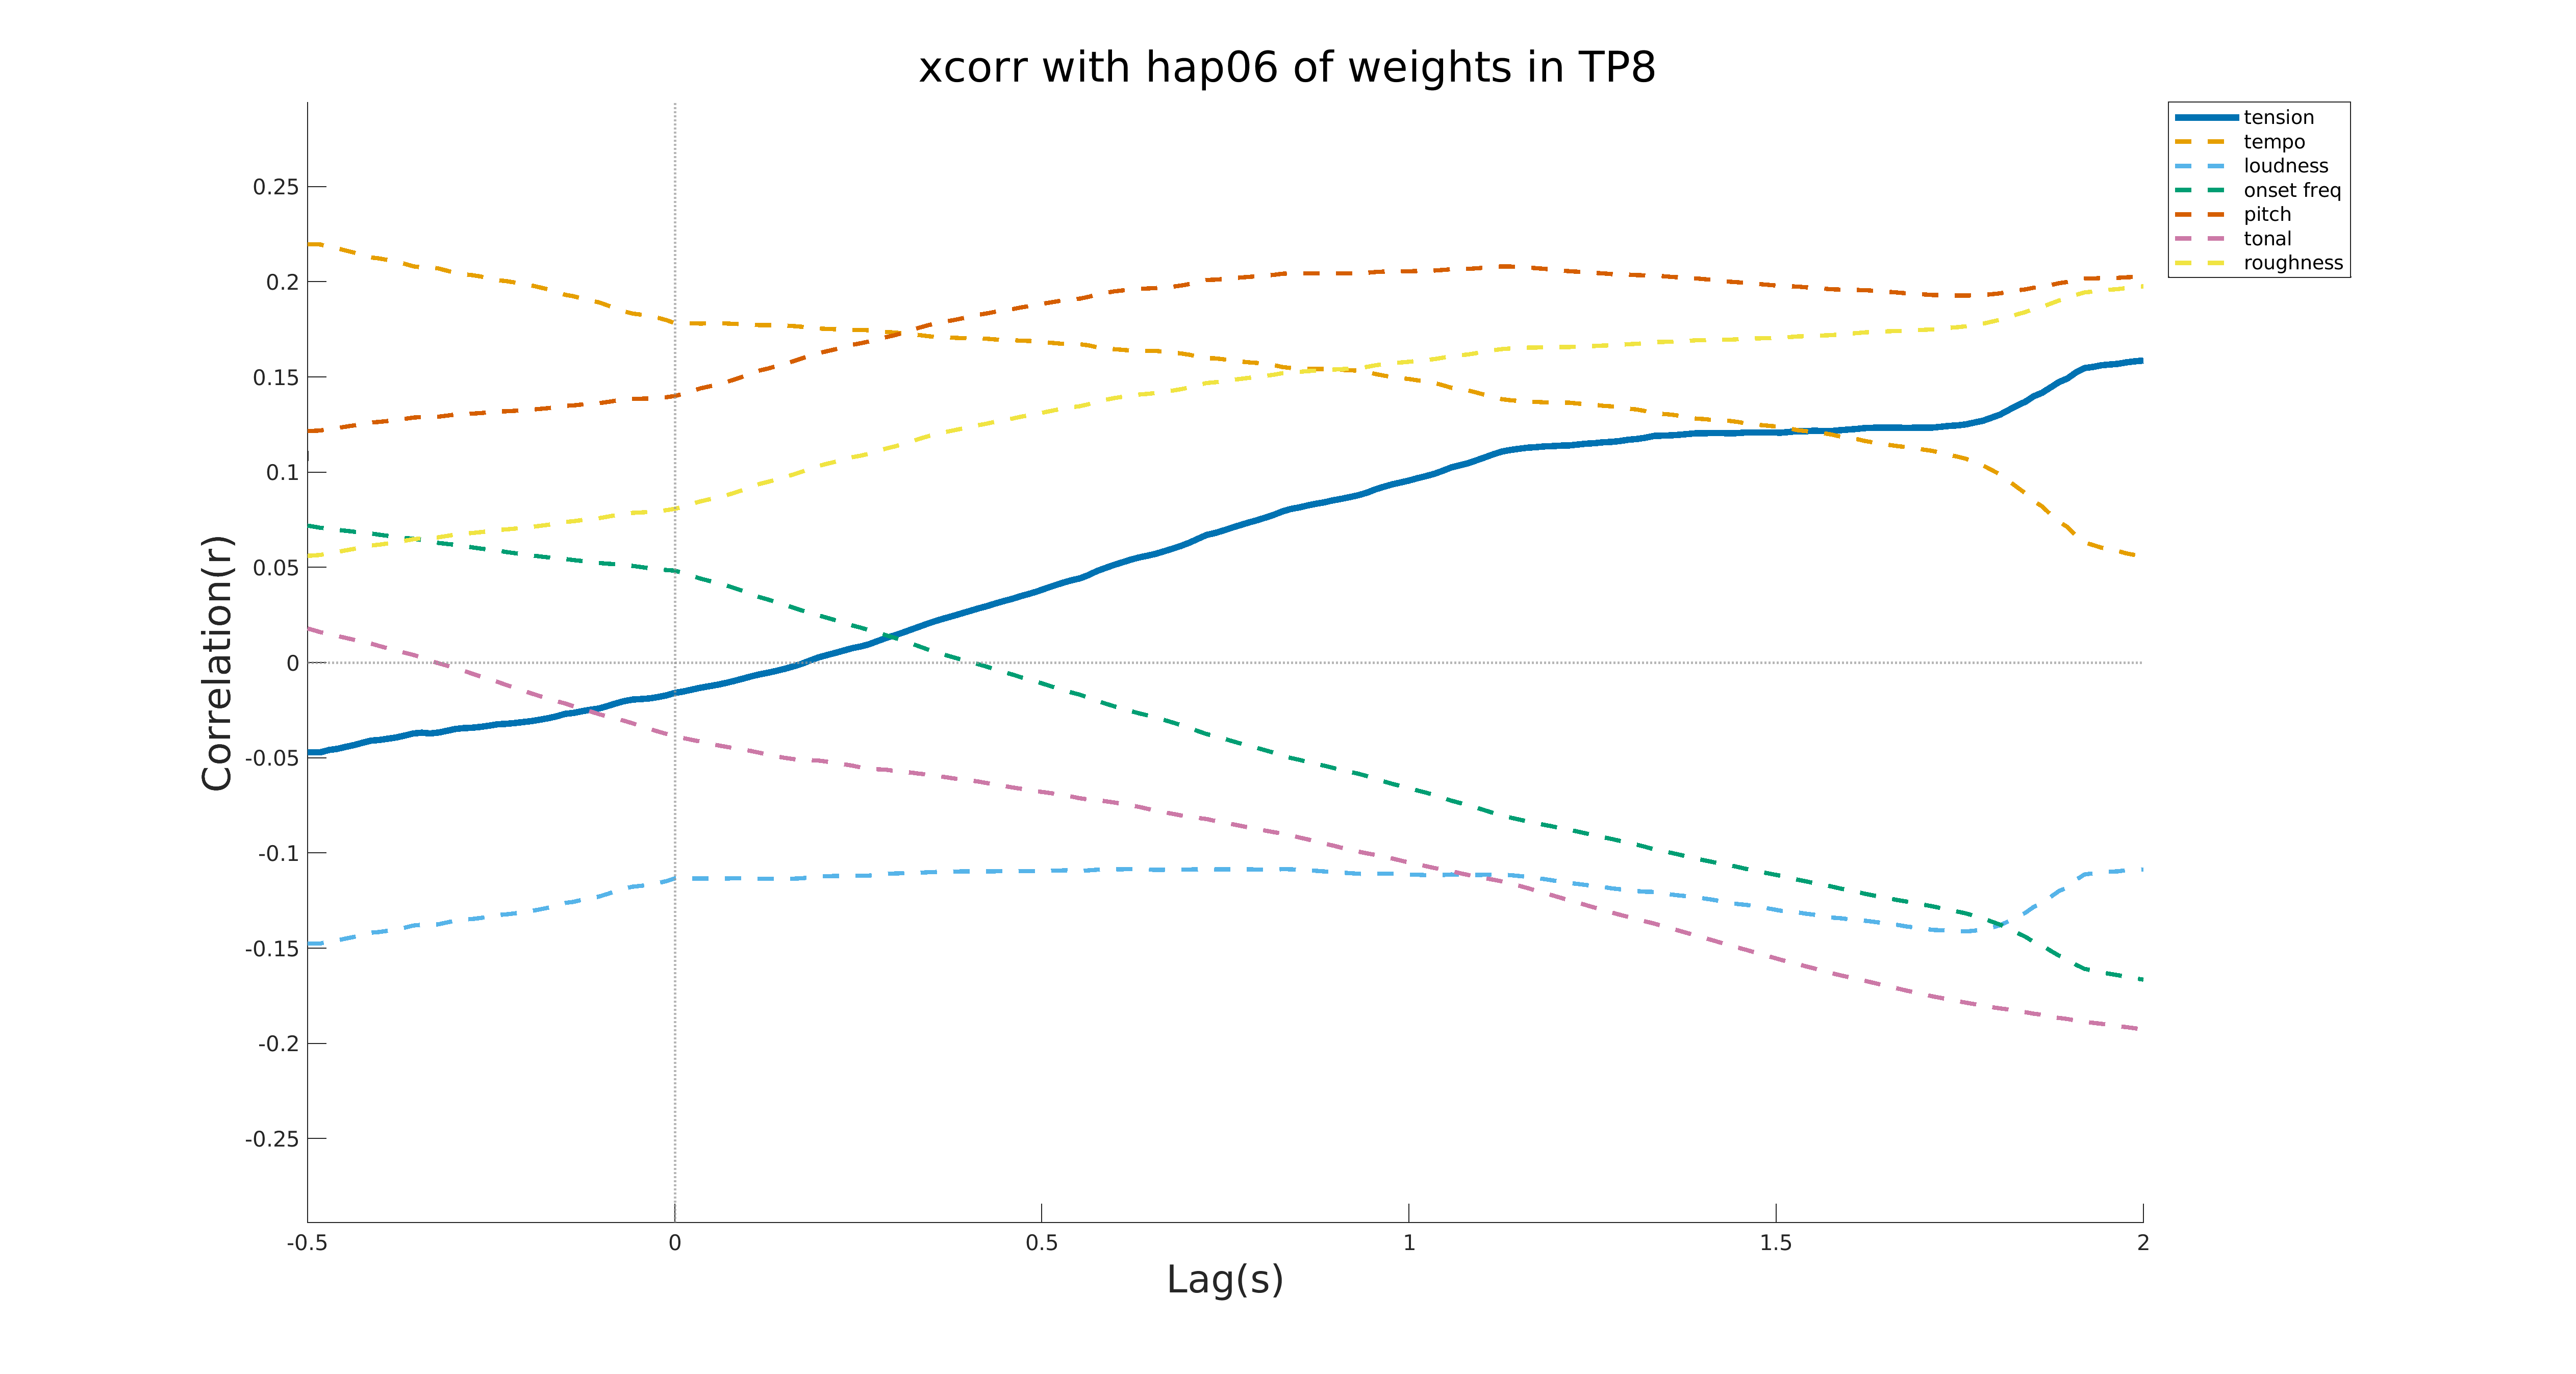 xcorr with hap06 of weights in TP8
tension
tempo
loudness
onset freq
pitch
tonal
roughness
0.25
0.2
0.15
0.1
0.05
0
-0.05
-0.1
-0.15
-0.2
-0.25
Correlation(r)
-0.5
0
0.5
1
1.5
2
Lag(s)